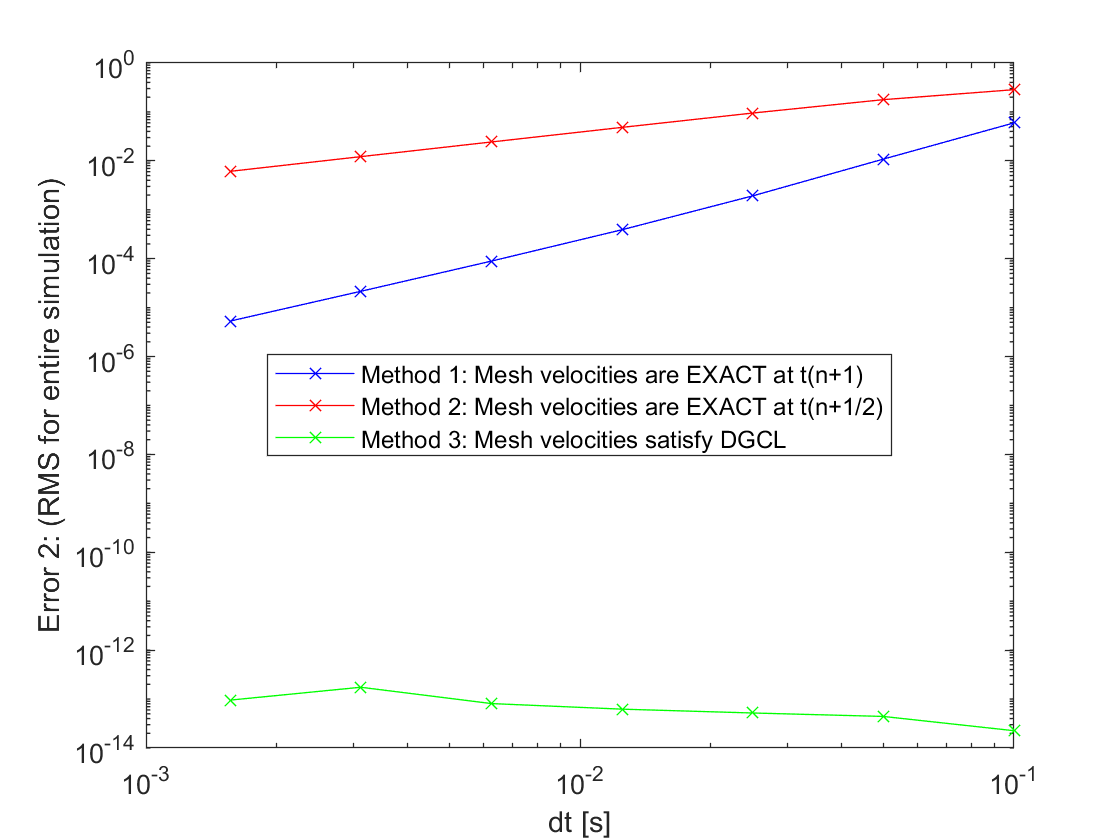 10^0
10^-2
10^-4
10^-6
10^-8
10^-10
10^-12
10^-14
Error 2: (RMS for entire simulation)
Method 1: Mesh velocities are EXACT at t(n+1)
Method 2: Mesh velocities are EXACT at t(n+1/2)
Method 3: Mesh velocities satisfy DGCL
10^-3 10^-2 10^-1
dt [s]